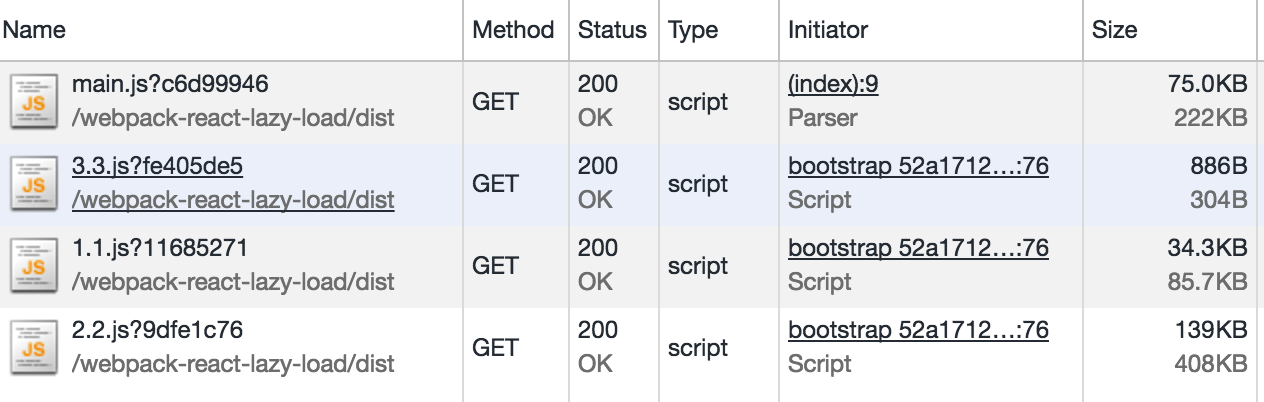 Name Method Status Type Initiator Size
JS main.js?c6d99946 GET 200 script (index):9 75.0KB
/webpack-react-lazy-load/dist OK Parser 222KB
JS 3.3.js?fe405de5 GET 200 script bootstrap 52a1712…:76 886B
/webpack-react-lazy-load/dist OK Script 304B
JS 1.1.js?11685271 GET 200 script bootstrap 52a1712…:76 34.3KB
/webpack-react-lazy-load/dist OK Script 85.7KB
JS 2.2.js?9dfe1c76 GET 200 script bootstrap 52a1712…:76 139KB
/webpack-react-lazy-load/dist OK Script 408KB